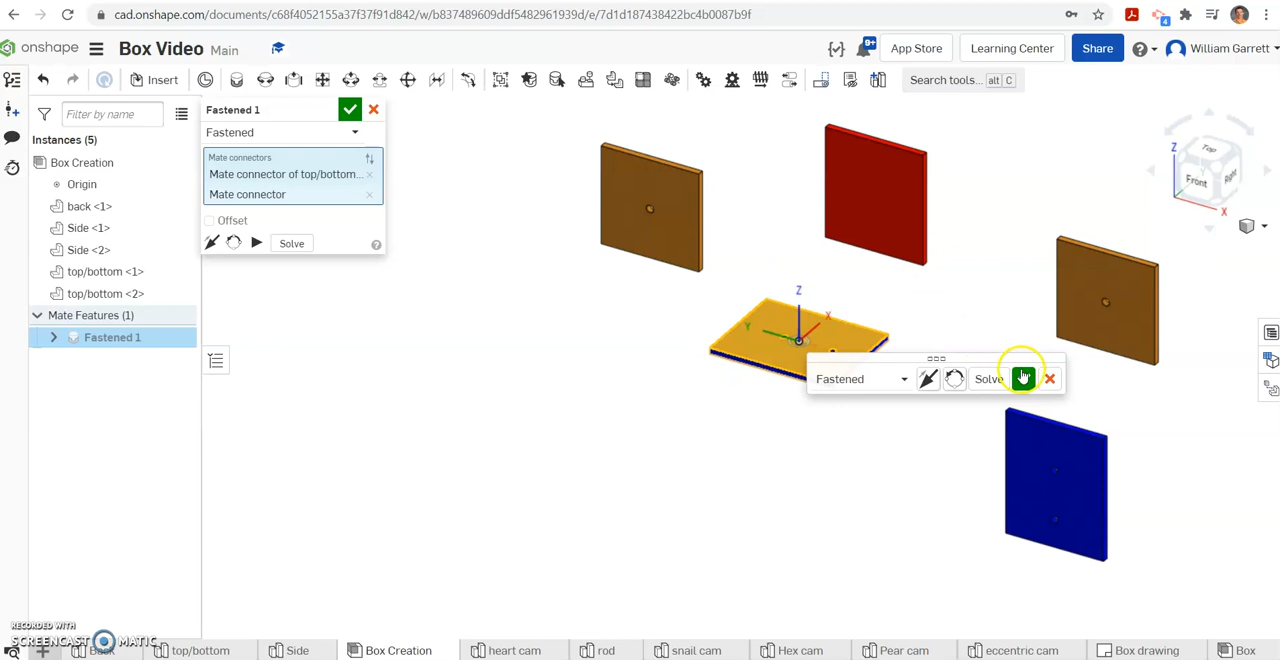 cad.onshape.com/documents/c68f4052155a37f37f91d842/w/b837489609ddf5482961939d/e/7d1d187438422bc4b0087b9f
4
onshape
Box Video Main
9+
App Store
Learning Center
Share
William Garrett
Insert
Search tools... alt C
Filter by name
Instances (5)
Box Creation
Origin
back <1>
Side <1>
Side <2>
top/bottom <1>
top/bottom <2>
Mate Features (1)
Fastened 1
Fastened 1
Fastened
Mate connectors
Mate connector of top/bottom...
Mate connector
Offset
Solve
Z
X
Y
Fastened
Solve
Top
Front
Right
Z
X
RECORDED WITH
SCREENCAST MATIC
Back
top/bottom
Side
Box Creation
heart cam
rod
snail cam
Hex cam
Pear cam
eccentric cam
Box drawing
Box